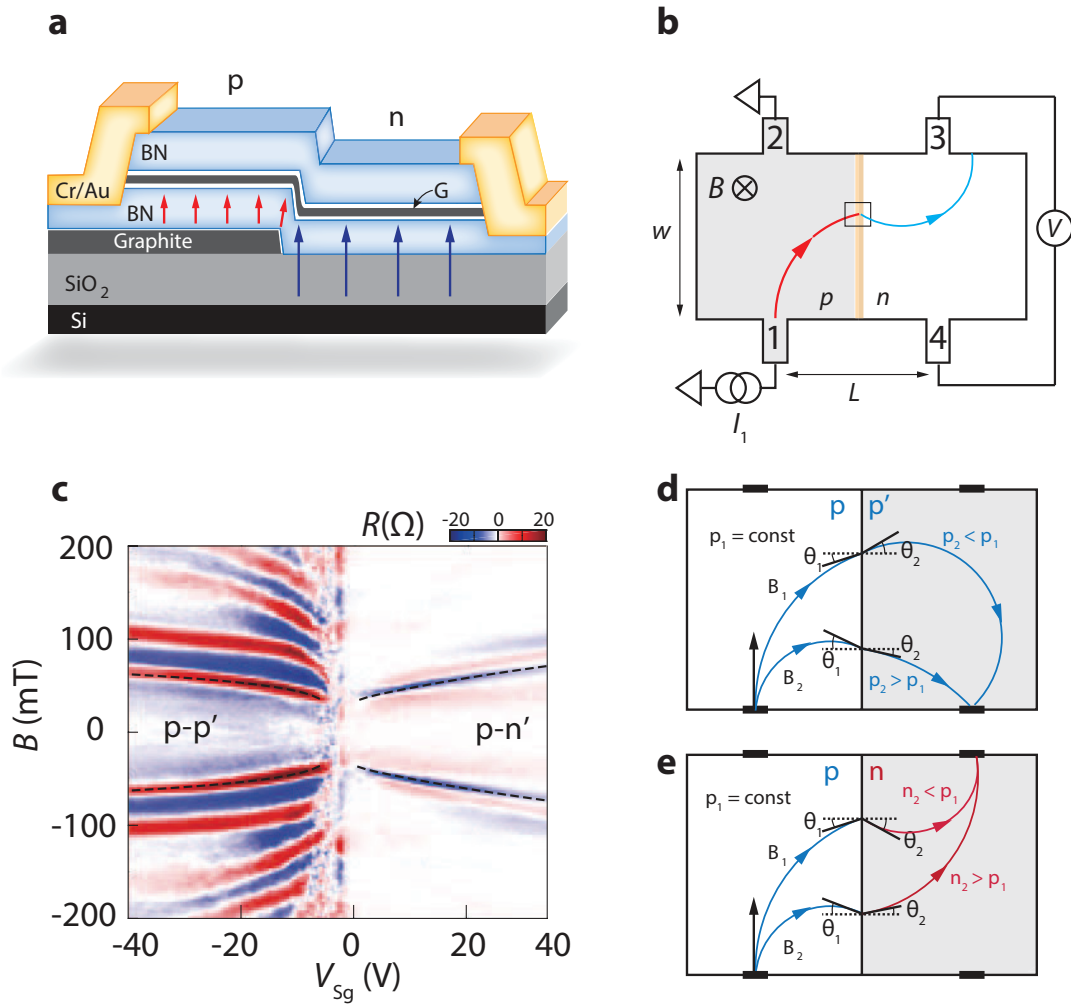 a
p
n
BN
Cr/Au
G
BN
Graphite
SiO2
Si
b
2
3
B
w
V
p
n
1
4
L
I1
c
R(Ω)
-20
0
20
200
100
0
-100
-200
B (mT)
p-p’
p-n’
-40
-20
0
20
40
VSg (V)
d
p
p’
p1 = const
p2 < p1
θ1
θ2
B1
θ1
θ2
B2
p2 > p1
e
p
n
p1 = const
n2 < p1
θ1
θ2
B1
n2 > p1
θ1
θ2
B2